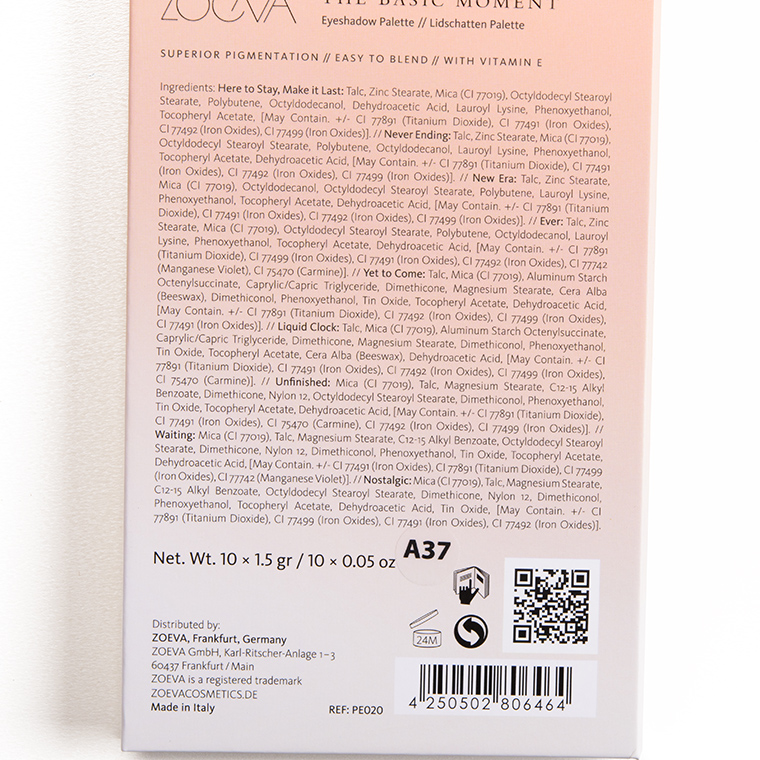 ZOEVA
THE BASIC MOMENT
Eyeshadow Palette // Lidschatten Palette
SUPERIOR PIGMENTATION // EASY TO BLEND // WITH VITAMIN E
Ingredients: Here to Stay, Make it Last: Talc, Zinc Stearate, Mica (CI 77019), Octyldodecyl Stearoyl
Stearate, Polybutene, Octyldodecanol, Dehydroacetic Acid, Lauroyl Lysine, Phenoxyethanol,
Tocopheryl Acetate, [May Contain. +/- CI 77891 (Titanium Dioxide), CI 77491 (Iron Oxides),
CI 77492 (Iron Oxides), CI 77499 (Iron Oxides)]. // Never Ending: Talc, Zinc Stearate, Mica (CI 77019),
Octyldodecyl Stearoyl Stearate, Polybutene, Octyldodecanol, Lauroyl Lysine, Phenoxyethanol,
Tocopheryl Acetate, Dehydroacetic Acid, [May Contain. +/- CI 77891 (Titanium Dioxide), CI 77491
(Iron Oxides), CI 77492 (Iron Oxides), CI 77499 (Iron Oxides)]. // New Era: Talc, Zinc Stearate,
Mica (CI 77019), Octyldodecanol, Octyldodecyl Stearoyl Stearate, Polybutene, Lauroyl Lysine,
Phenoxyethanol, Tocopheryl Acetate, Dehydroacetic Acid, [May Contain. +/- CI 77891 (Titanium
Dioxide), CI 77491 (Iron Oxides), CI 77492 (Iron Oxides), CI 77499 (Iron Oxides)]. // Ever: Talc, Zinc
Stearate, Mica (CI 77019), Octyldodecyl Stearoyl Stearate, Polybutene, Octyldodecanol, Lauroyl
Lysine, Phenoxyethanol, Tocopheryl Acetate, Dehydroacetic Acid, [May Contain. +/- CI 77891
(Titanium Dioxide), CI 77499 (Iron Oxides), CI 77491 (Iron Oxides), CI 77492 (Iron Oxides), CI 77742
(Manganese Violet), CI 75470 (Carmine)]. // Yet to Come: Talc, Mica (CI 77019), Aluminum Starch
Octenylsuccinate, Caprylic/Capric Triglyceride, Dimethicone, Magnesium Stearate, Cera Alba
(Beeswax), Dimethiconol, Phenoxyethanol, Tin Oxide, Tocopheryl Acetate, Dehydroacetic Acid,
[May Contain. +/- CI 77891 (Titanium Dioxide), CI 77492 (Iron Oxides), CI 77499 (Iron Oxides),
CI 77491 (Iron Oxides)]. // Liquid Clock: Talc, Mica (CI 77019), Aluminum Starch Octenylsuccinate,
Caprylic/Capric Triglyceride, Dimethicone, Magnesium Stearate, Dimethiconol, Phenoxyethanol,
Tin Oxide, Tocopheryl Acetate, Cera Alba (Beeswax), Dehydroacetic Acid, [May Contain. +/- CI
77891 (Titanium Dioxide), CI 77491 (Iron Oxides), CI 77492 (Iron Oxides), CI 77499 (Iron Oxides),
CI 75470 (Carmine)]. // Unfinished: Mica (CI 77019), Talc, Magnesium Stearate, C12-15 Alkyl
Benzoate, Dimethicone, Nylon 12, Octyldodecyl Stearoyl Stearate, Dimethiconol, Phenoxyethanol,
Tin Oxide, Tocopheryl Acetate, Dehydroacetic Acid, [May Contain. +/- CI 77891 (Titanium Dioxide),
CI 77491 (Iron Oxides), CI 75470 (Carmine), CI 77492 (Iron Oxides), CI 77499 (Iron Oxides)]. //
Waiting: Mica (CI 77019), Talc, Magnesium Stearate, C12-15 Alkyl Benzoate, Octyldodecyl Stearoyl
Stearate, Dimethicone, Nylon 12, Dimethiconol, Phenoxyethanol, Tin Oxide, Tocopheryl Acetate,
Dehydroacetic Acid, [May Contain. +/- CI 77491 (Iron Oxides), CI 77891 (Titanium Dioxide), CI 77499
(Iron Oxides), CI 77742 (Manganese Violet)]. // Nostalgic: Mica (CI 77019), Talc, Magnesium Stearate,
C12-15 Alkyl Benzoate, Octyldodecyl Stearoyl Stearate, Dimethicone, Nylon 12, Dimethiconol,
Phenoxyethanol, Tocopheryl Acetate, Dehydroacetic Acid, Tin Oxide, [May Contain. +/- CI
77891 (Titanium Dioxide), CI 77499 (Iron Oxides), CI 77491 (Iron Oxides), CI 77492 (Iron Oxides)].
Net. Wt. 10 × 1.5 gr / 10 × 0.05 oz
A37
24M
Distributed by:
ZOEVA, Frankfurt, Germany
ZOEVA GmbH, Karl-Ritscher-Anlage 1–3
60437 Frankfurt / Main
ZOEVA is a registered trademark
ZOEVACOSMETICS.DE
Made in Italy
REF: PE020
4 250502 806464